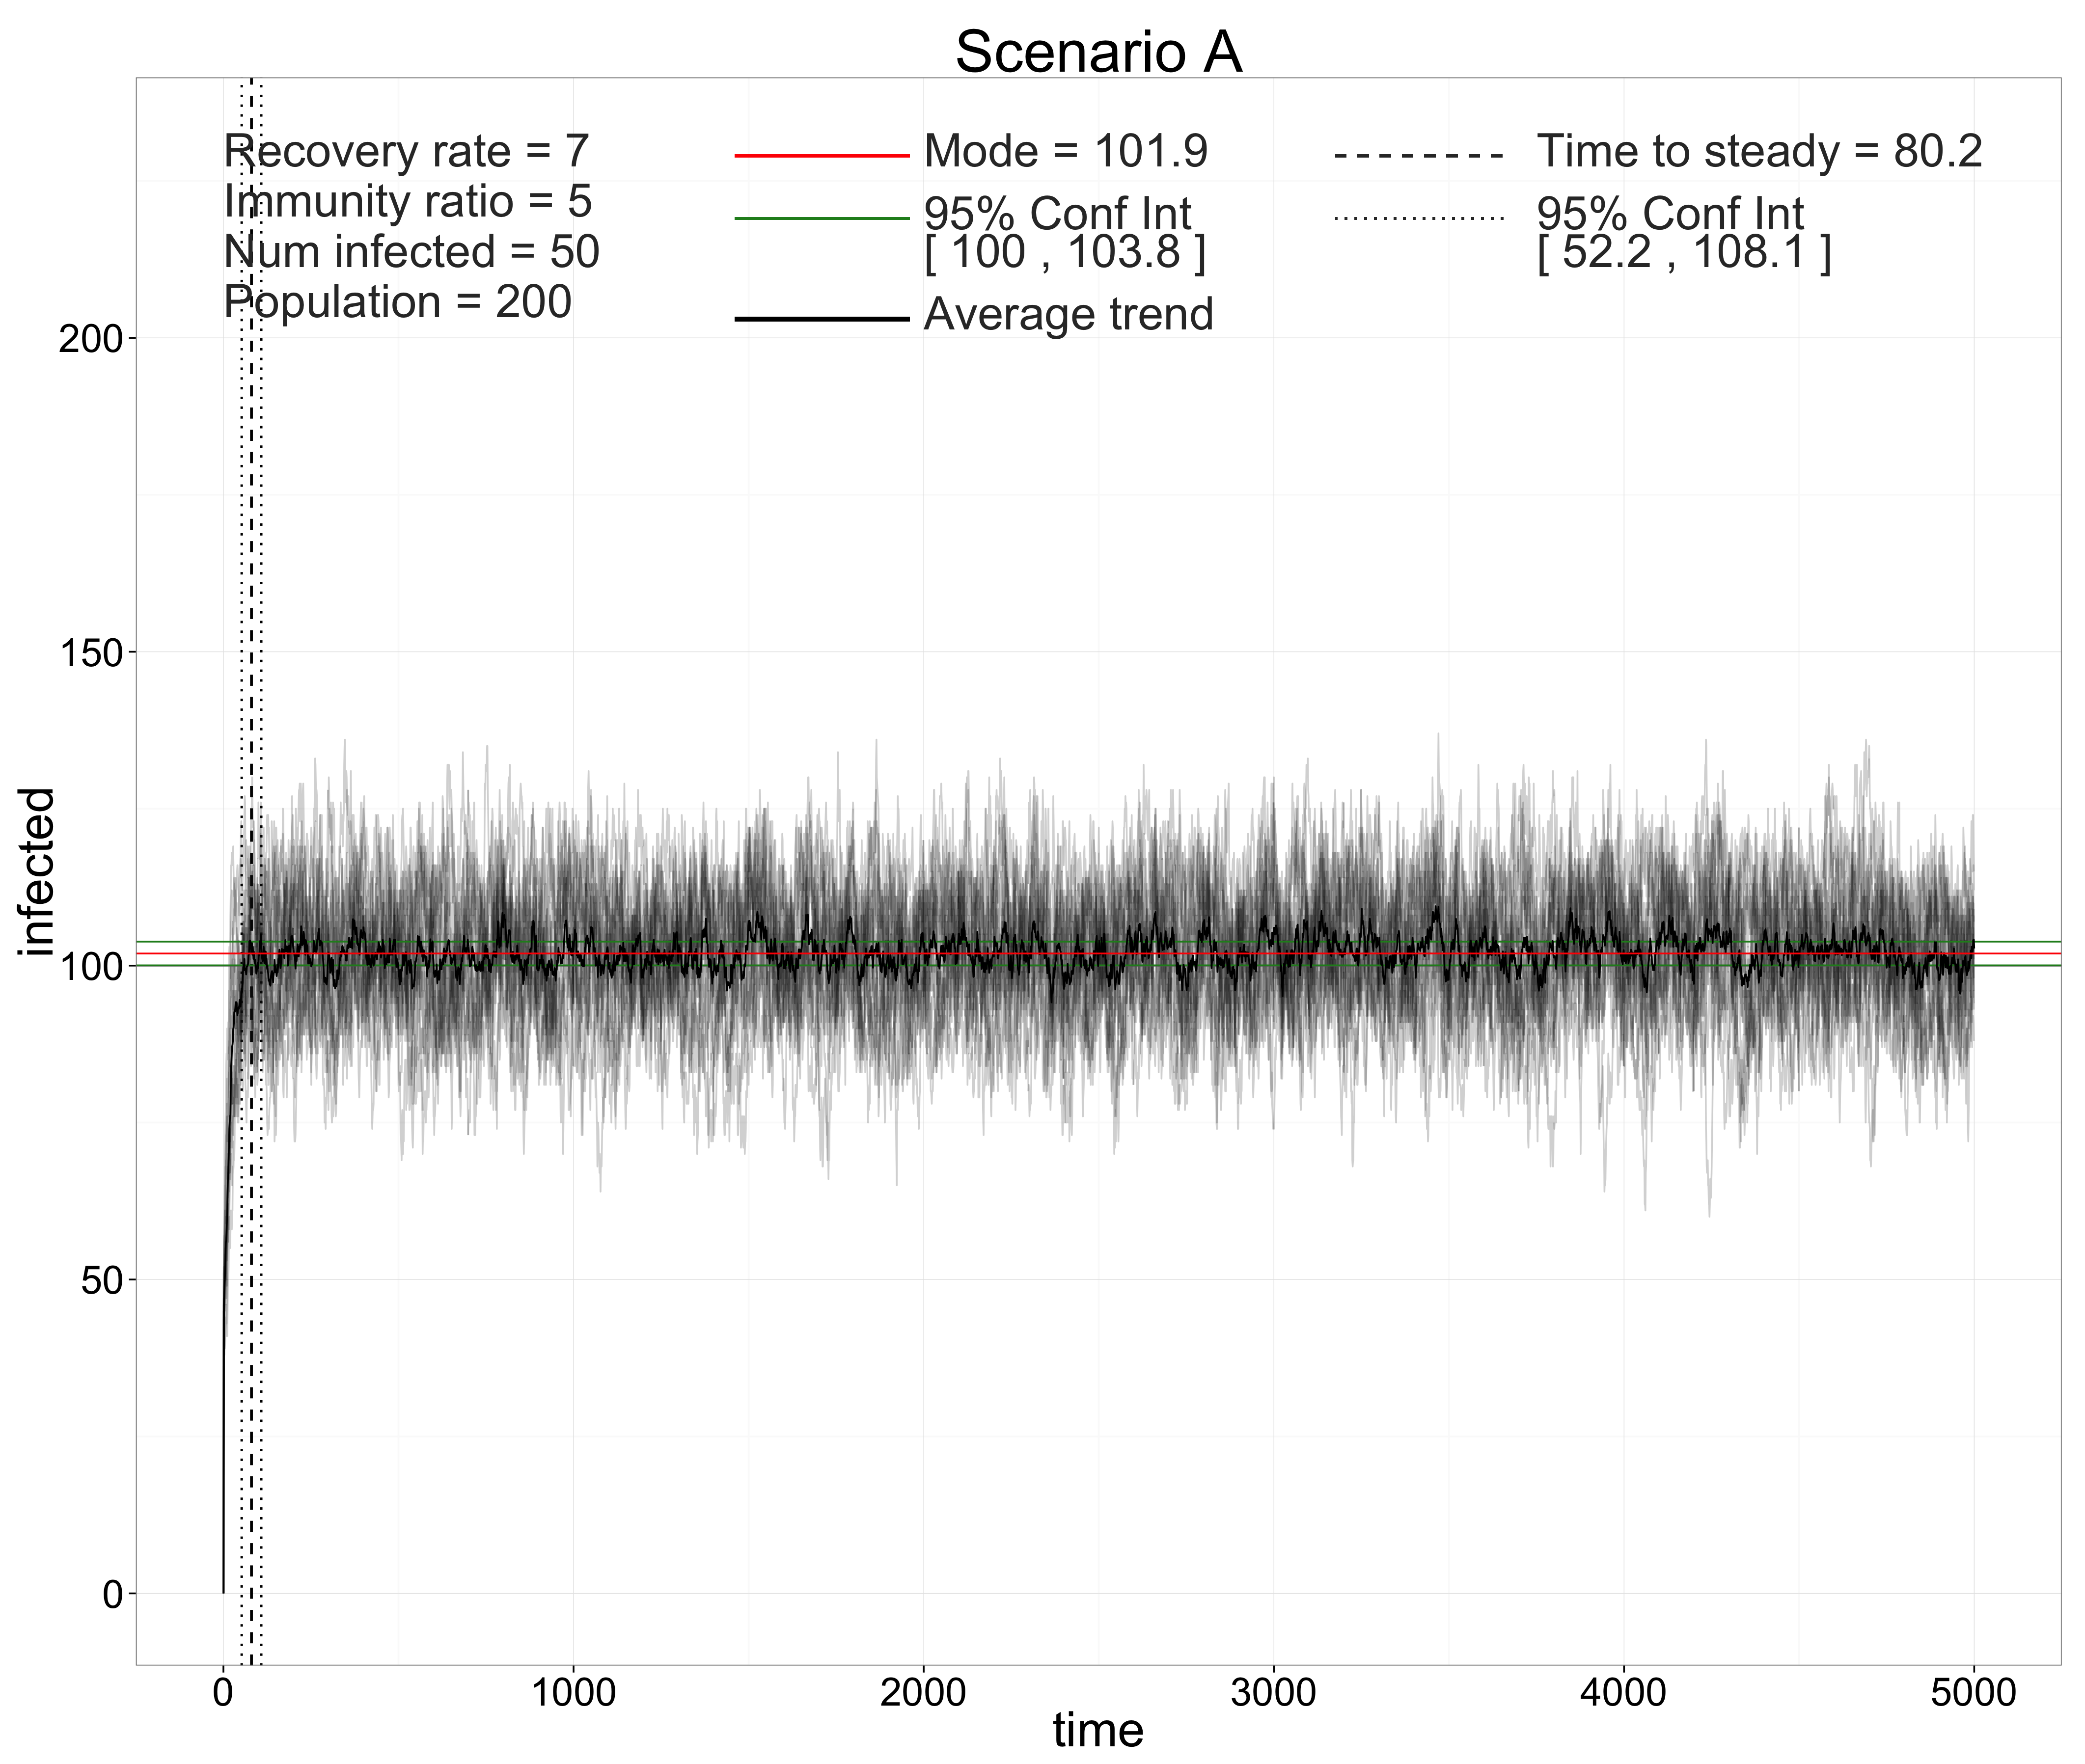 Scenario A
Recovery rate = 7
Immunity ratio = 5
Num infected = 50
Population = 200
Mode = 101.9
95% Conf Int
[ 100 , 103.8 ]
Average trend
Time to steady = 80.2
95% Conf Int
[ 52.2 , 108.1 ]
infected
200
150
100
50
0
0 1000 2000 3000 4000 5000
time